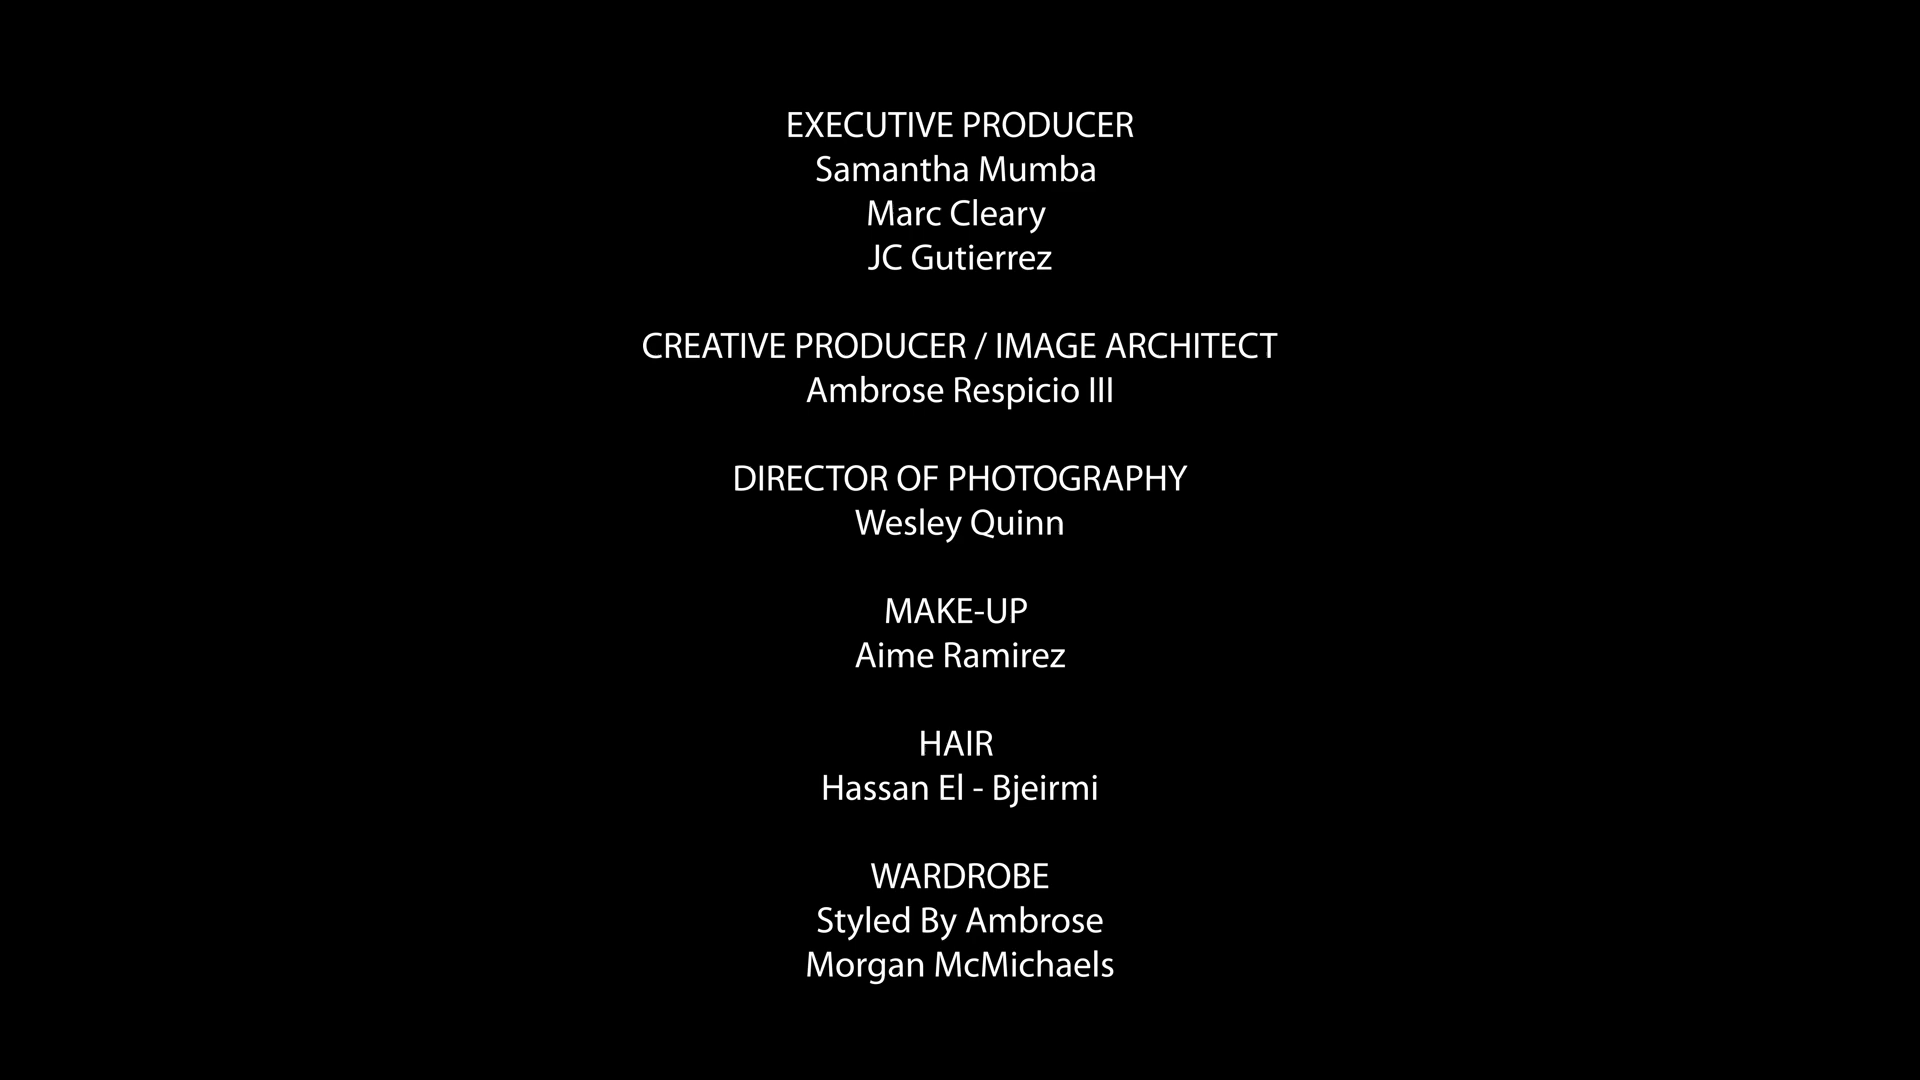 EXECUTIVE PRODUCER
Samantha Mumba
Marc Cleary
JC Gutierrez
CREATIVE PRODUCER / IMAGE ARCHITECT
Ambrose Respicio III
DIRECTOR OF PHOTOGRAPHY
Wesley Quinn
MAKE-UP
Aime Ramirez
HAIR
Hassan El - Bjeirmi
WARDROBE
Styled By Ambrose
Morgan McMichaels